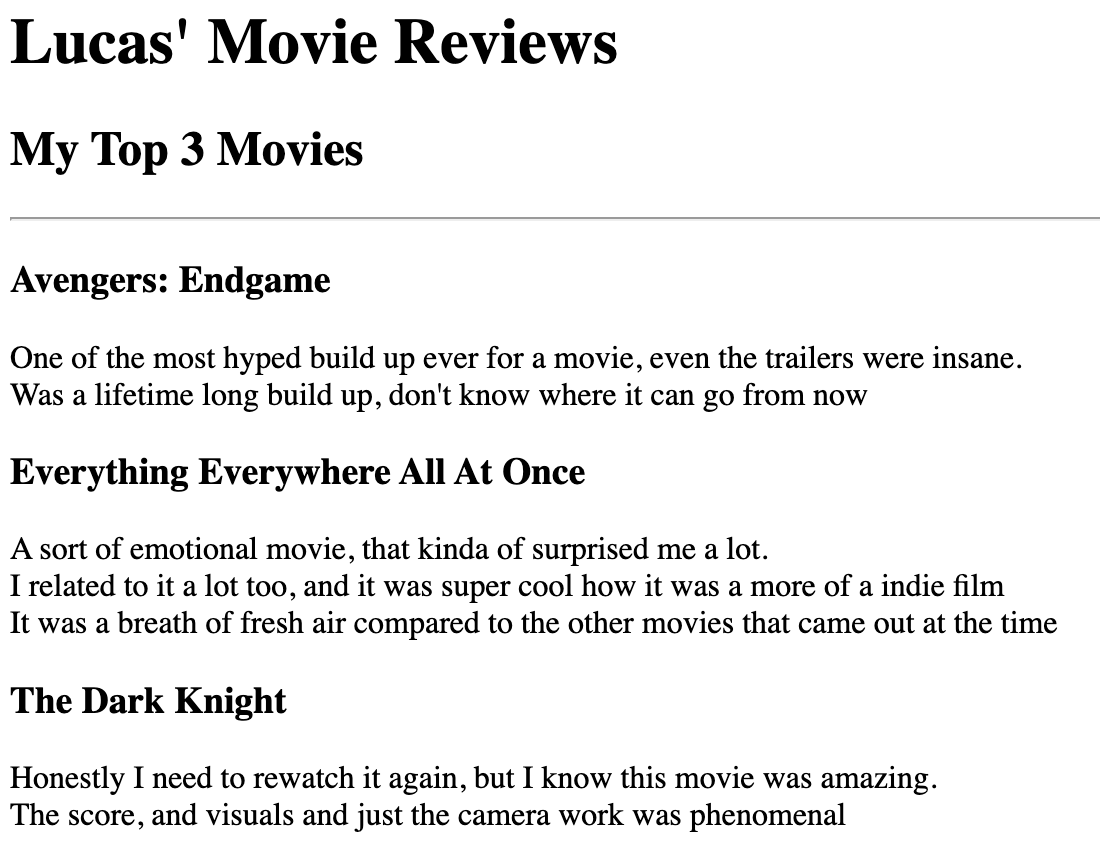 Lucas' Movie Reviews
My Top 3 Movies
Avengers: Endgame
One of the most hyped build up ever for a movie, even the trailers were insane.
Was a lifetime long build up, don't know where it can go from now
Everything Everywhere All At Once
A sort of emotional movie, that kinda of surprised me a lot.
I related to it a lot too, and it was super cool how it was a more of a indie film
It was a breath of fresh air compared to the other movies that came out at the time
The Dark Knight
Honestly I need to rewatch it again, but I know this movie was amazing.
The score, and visuals and just the camera work was phenomenal